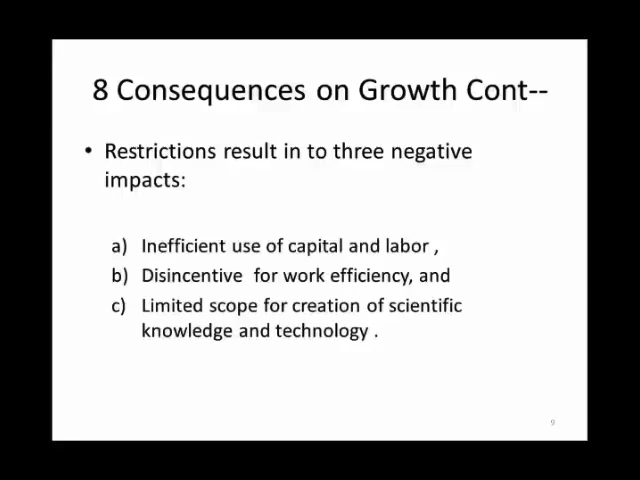 8 Consequences on Growth Cont--
• Restrictions result in to three negative
impacts:
a) Inefficient use of capital and labor ,
b) Disincentive for work efficiency, and
c) Limited scope for creation of scientific
knowledge and technology .
9